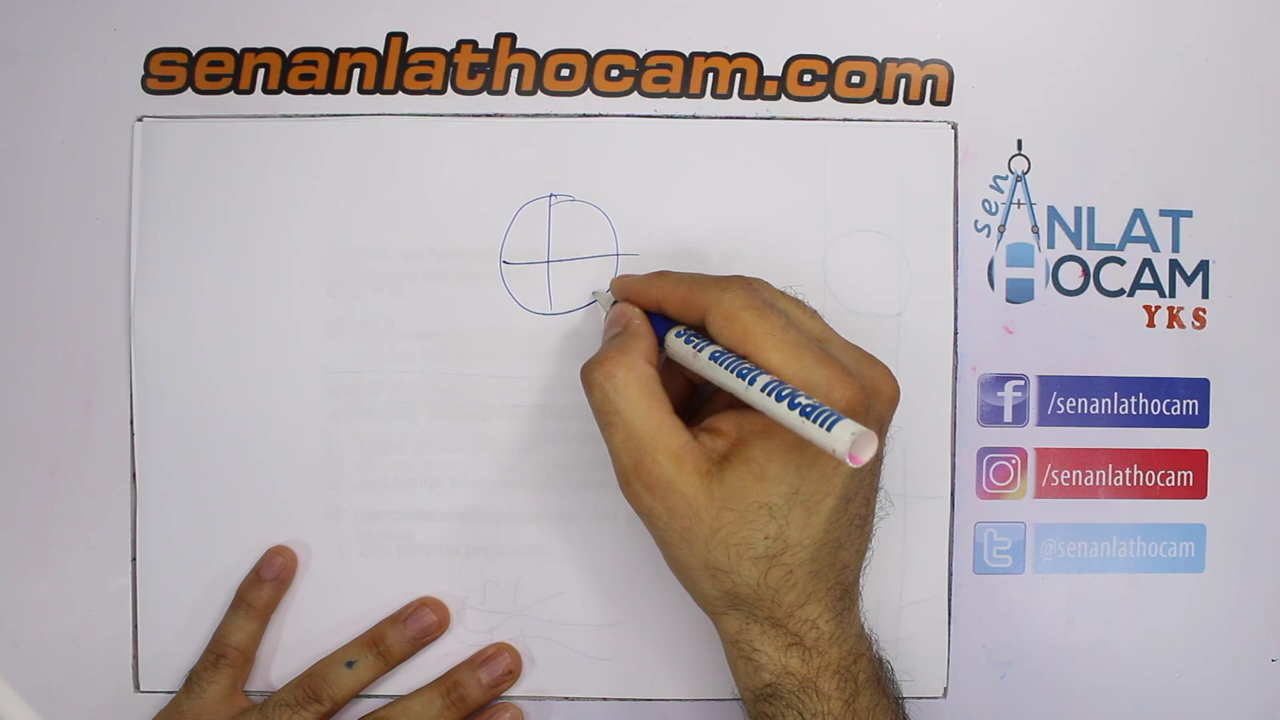 senanlathocam.com
sen
ANLAT
HOCAM
YKS
/senanlathocam
/senanlathocam
@senanlathocam
sen anlat hocam